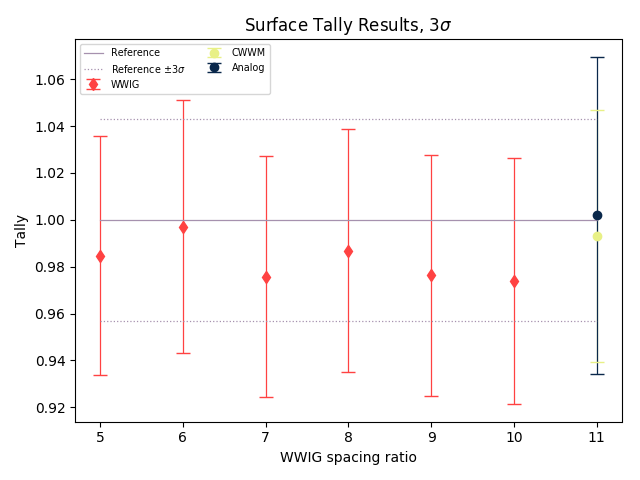 Surface Tally Results, 3σ
Reference
Reference ±3σ
WWIG
CWWM
Analog
Tally
1.06
1.04
1.02
1.00
0.98
0.96
0.94
0.92
5 6 7 8 9 10 11
WWIG spacing ratio